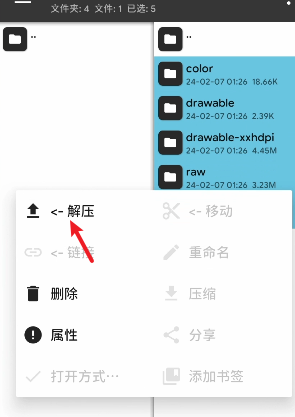 文件夹: 4 文件: 1 已选: 5
..
..
color
24-02-07 01:26 18.66K
drawable
24-02-07 01:26 2.39K
drawable-xxhdpi
24-02-07 01:26 4.45M
raw
24-02-07 01:26 3.23M
<- 解压
<- 移动
<- 链接
重命名
删除
压缩
属性
分享
打开方式…
添加书签